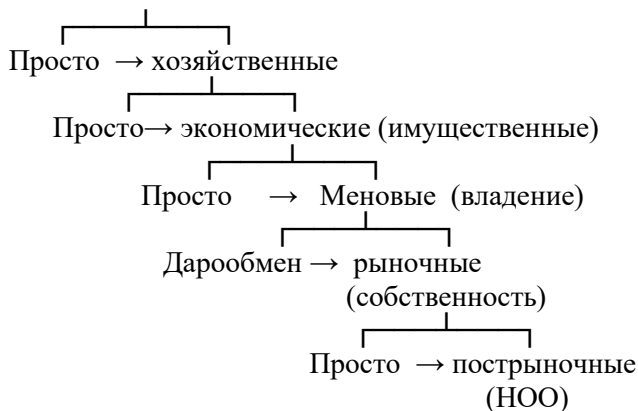 Просто → хозяйственные
Просто→ экономические (имущественные)
Просто → Меновые (владение)
Дарообмен → рыночные
(собственность)
Просто → пострыночные
(НОО)